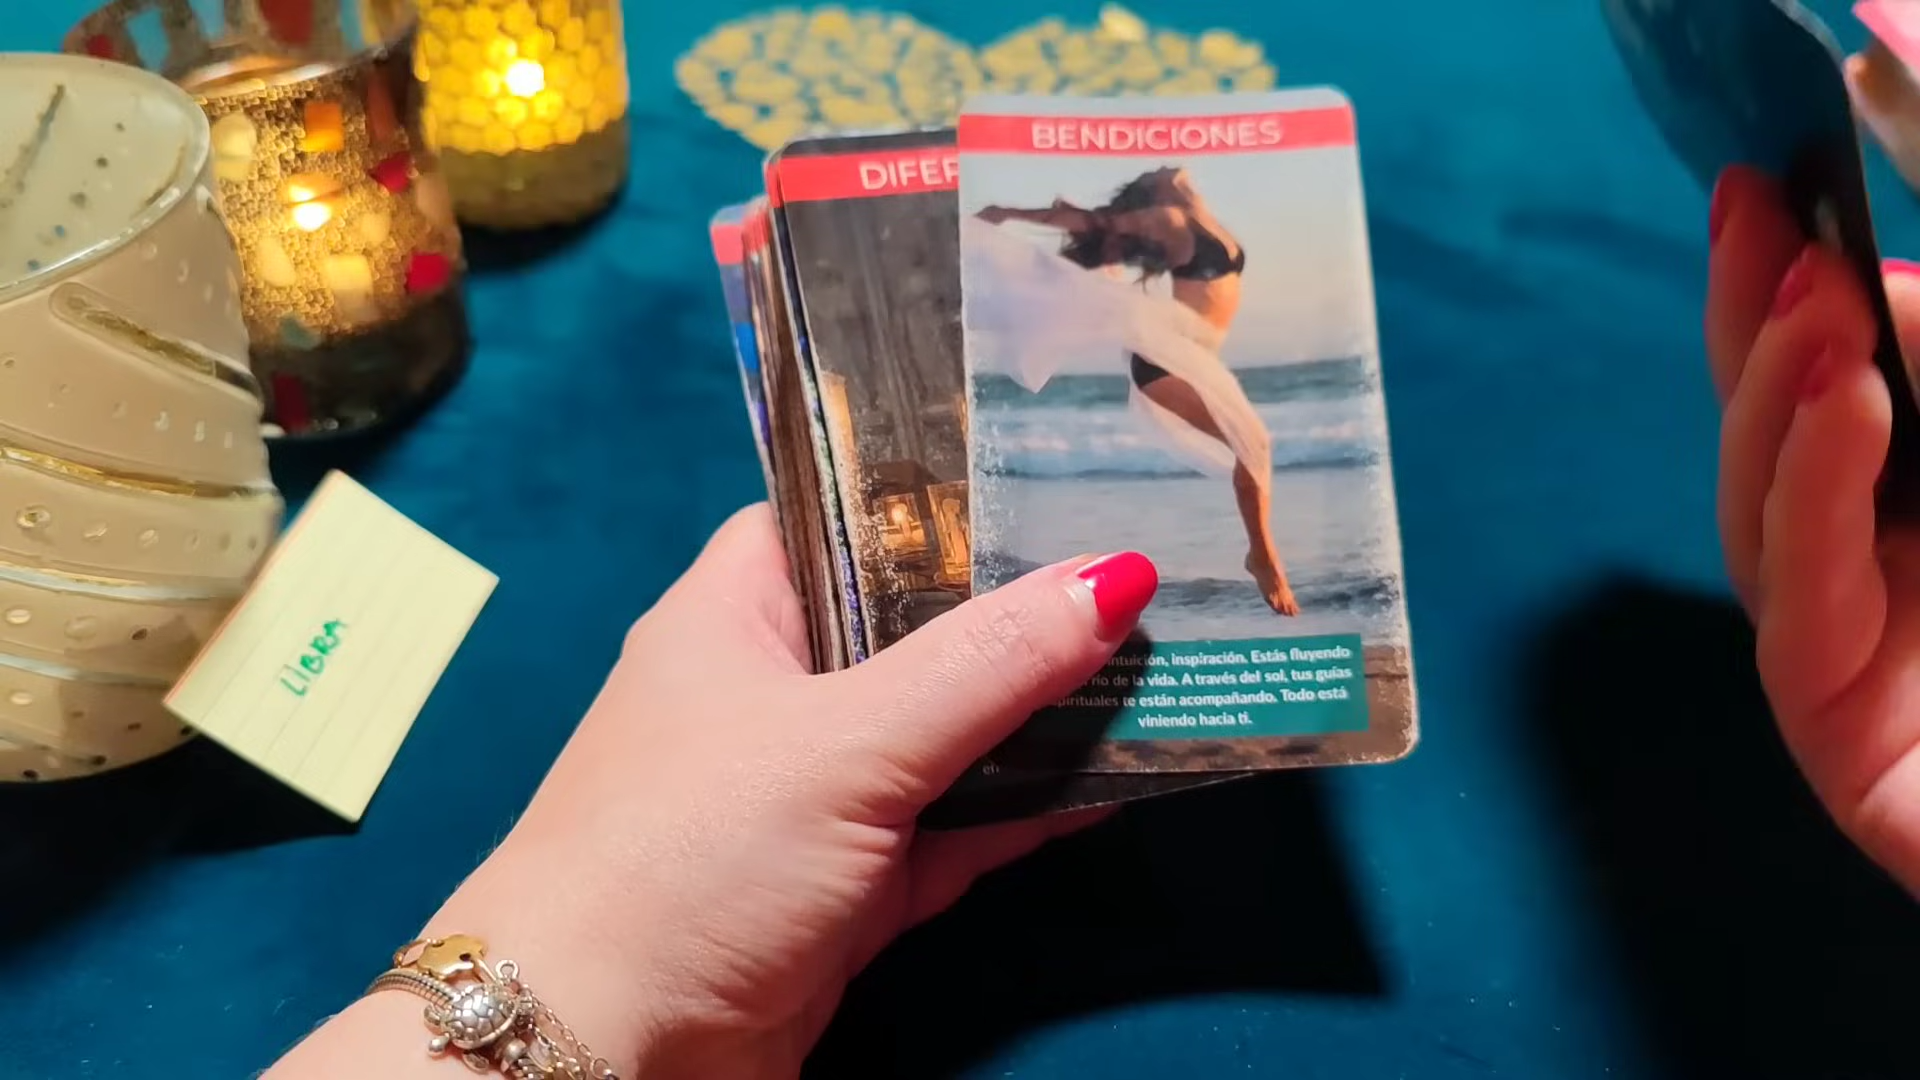 BENDICIONES
DIFER
intuición, inspiración. Estás fluyendo
río de la vida. A través del sol, tus guías
te están acompañando. Todo está
viniendo hacia ti.
LIBRA